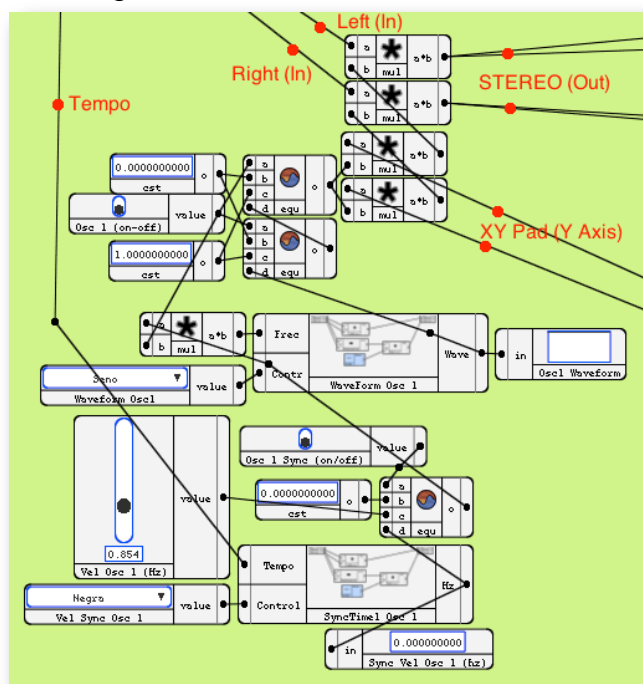 Left (In)
a * a*b
b mul
Right (In)
STEREO (Out)
a * a*b
b mul
Tempo
a * a*b
b mul
0.0000000000 o
cst
a
b
c o
d equ
a * a*b
b mul
Osc 1 (on-off) value
XY Pad (Y Axis)
1.0000000000 o
cst
a
b
c o
d equ
a * a*b
b mul
Frec
Contr
Wave
WaveForm Osc 1
in
Osc1 Waveform
Seno ▼ value
Waveform Osc1
Osc 1 Sync (on/off) value
value
0.854
Vel Osc 1 (Hz)
0.0000000000 o
cst
a
b
c o
d equ
Tempo
Control
Hz
SyncTime1 Osc 1
Negra ▼ value
Vel Sync Osc 1
in 0.000000000
Sync Vel Osc 1 (hz)